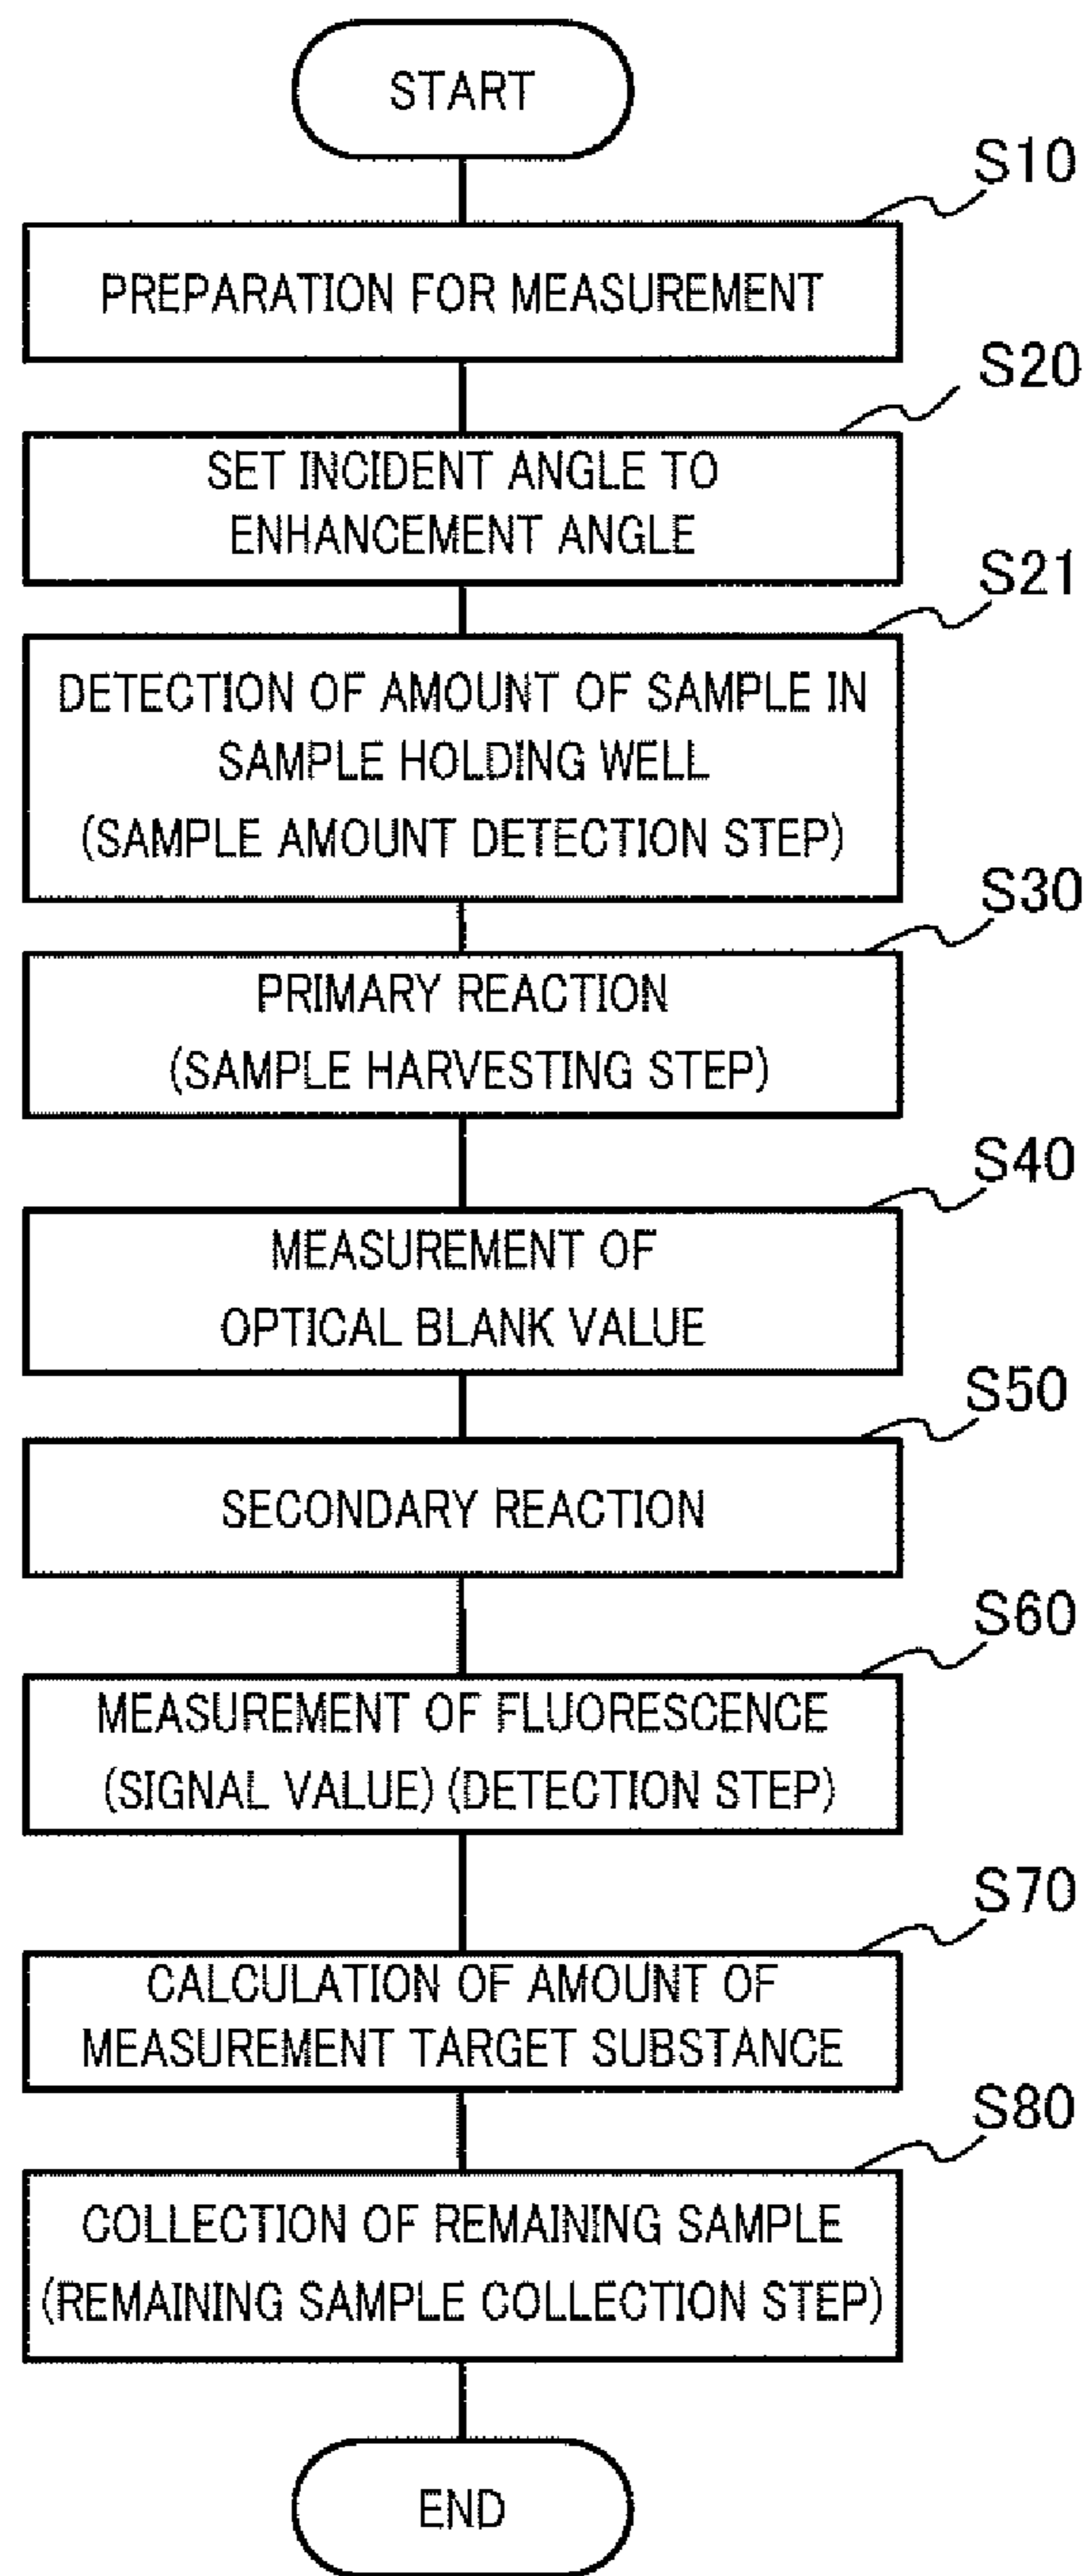 START
S10
PREPARATION FOR MEASUREMENT
S20
SET INCIDENT ANGLE TO
ENHANCEMENT ANGLE
S21
DETECTION OF AMOUNT OF SAMPLE IN
SAMPLE HOLDING WELL
(SAMPLE AMOUNT DETECTION STEP)
S30
PRIMARY REACTION
(SAMPLE HARVESTING STEP)
S40
MEASUREMENT OF
OPTICAL BLANK VALUE
S50
SECONDARY REACTION
S60
MEASUREMENT OF FLUORESCENCE
(SIGNAL VALUE) (DETECTION STEP)
S70
CALCULATION OF AMOUNT OF
MEASUREMENT TARGET SUBSTANCE
S80
COLLECTION OF REMAINING SAMPLE
(REMAINING SAMPLE COLLECTION STEP)
END